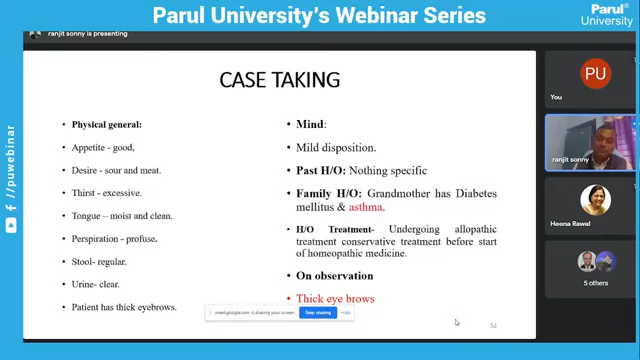 Parul University's Webinar Series
Parul®
University
ranjit sonny is presenting
/puwebinar
CASE TAKING
• Physical general:
• Appetite - good,
• Desire - sour and meat.
• Thirst - excessive.
• Tongue – moist and clean.
• Perspiration - profuse.
• Stool- regular.
• Urine- clear.
• Patient has thick eyebrows.
• Mind:
• Mild disposition.
• Past H/O: Nothing specific
• Family H/O: Grandmother has Diabetes
mellitus & asthma.
• H/O Treatment- Undergoing allopathic
treatment conservative treatment before start
of homeopathic medicine.
• On observation
• Thick eye brows
meet.google.com is sharing your screen.
Stop sharing
Hide
52
PU
You
ranjit sonny
Heena Rawal
5 others